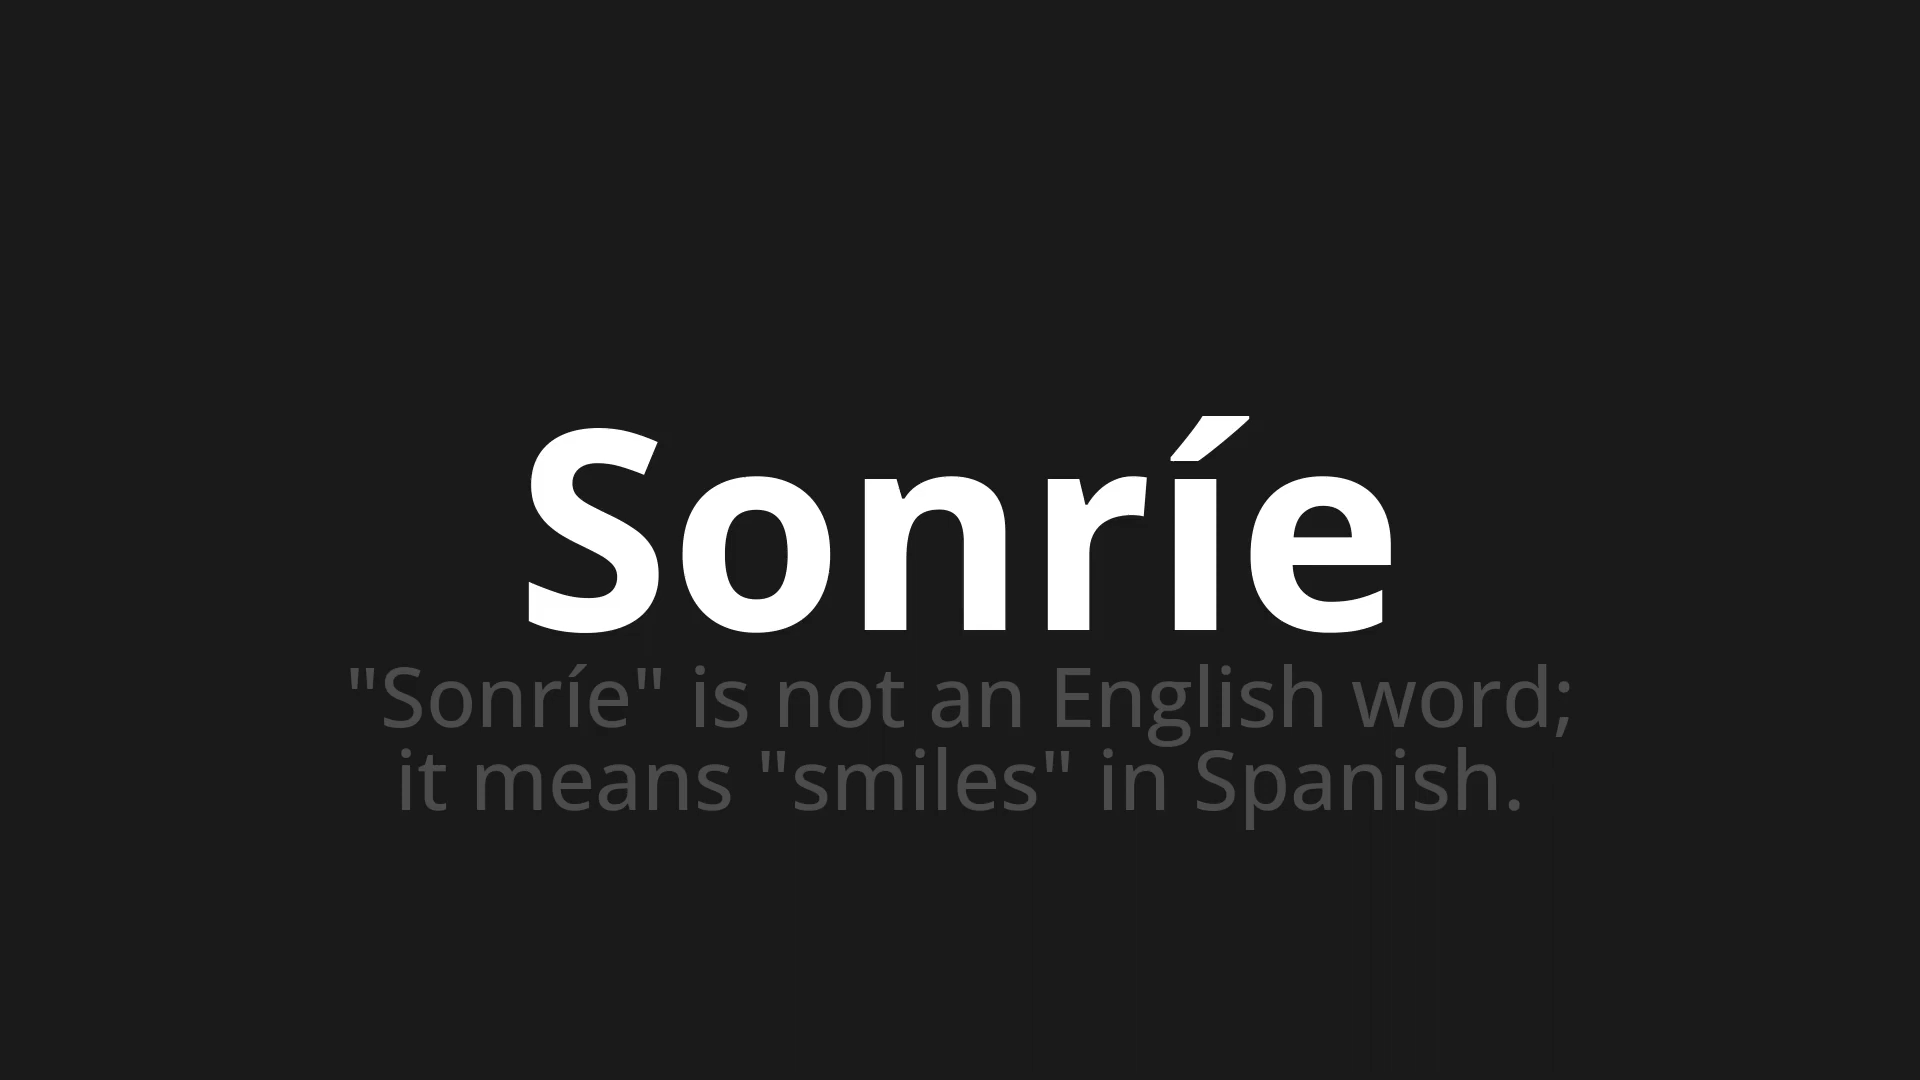 Sonríe
"Sonríe" is not an English word;
it means "smiles" in Spanish.